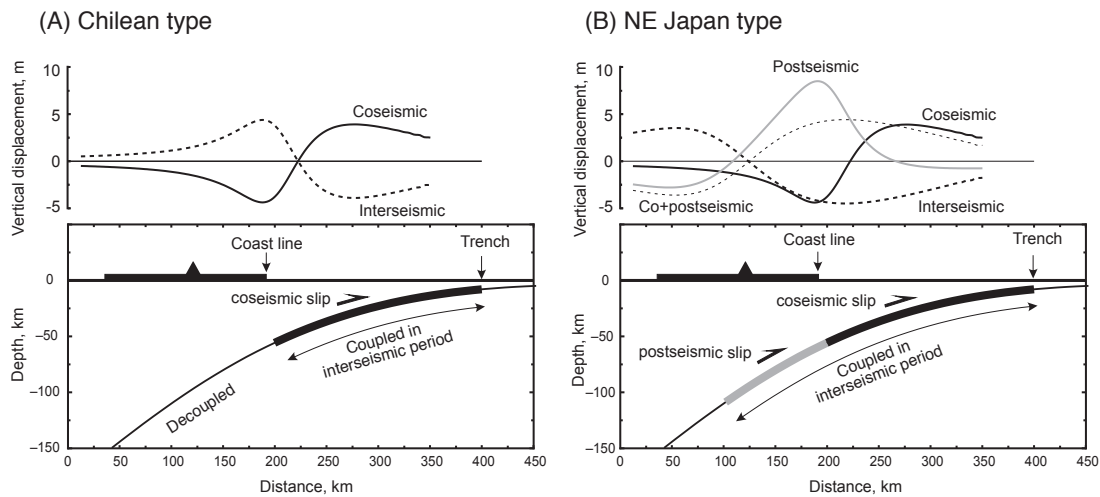 (A) Chilean type
Vertical displacement, m
10
5
0
-5
Coseismic
Interseismic
Coast line
Trench
coseismic slip
Coupled in
interseismic period
Decoupled
Depth, km
0
−50
−100
−150
0 50 100 150 200 250 300 350 400 450
Distance, km
(B) NE Japan type
Vertical displacement, m
10
5
0
-5
Postseismic
Coseismic
Co+postseismic
Interseismic
Coast line
Trench
coseismic slip
postseismic slip
Coupled in
interseismic period
Depth, km
0
−50
−100
−150
0 50 100 150 200 250 300 350 400 450
Distance, km